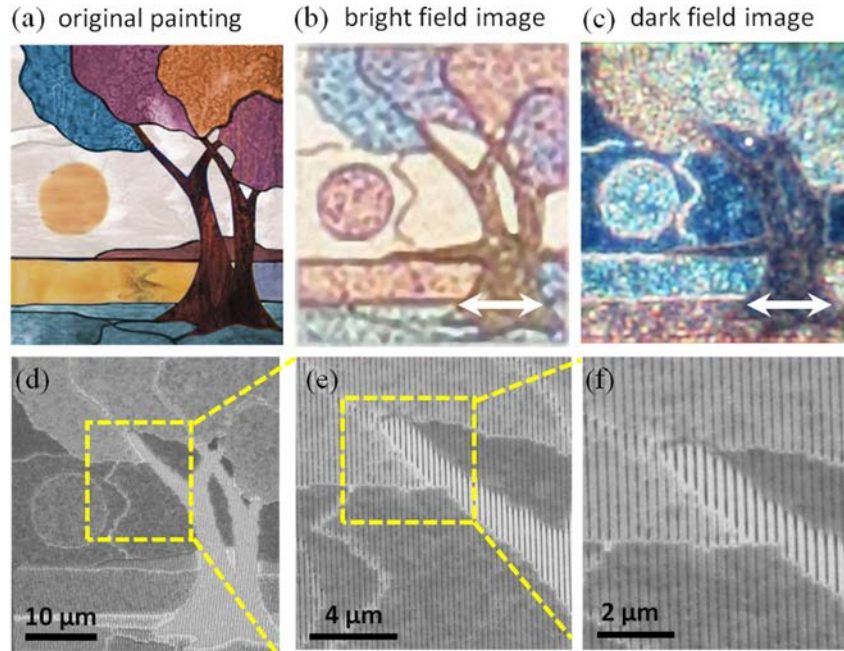 (a) original painting
(b) bright field image
(c) dark field image
(d)
(e)
(f)
10 µm
4 µm
2 µm